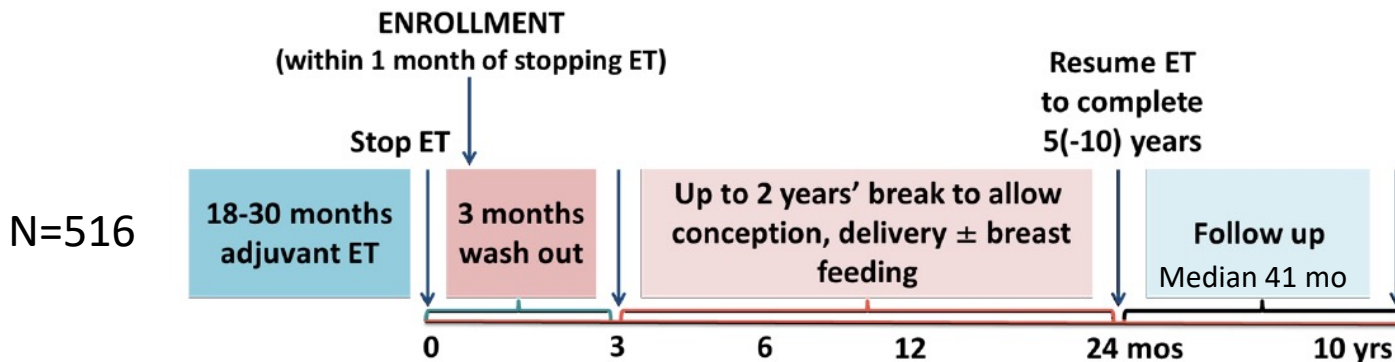 ENROLLMENT
(within 1 month of stopping ET)
Resume ET
to complete
5(-10) years
Stop ET
N=516
18-30 months
adjuvant ET
3 months
wash out
Up to 2 years' break to allow
conception, delivery ± breast
feeding
Follow up
Median 41 mo
0 3 6 12 24 mos 10 yrs